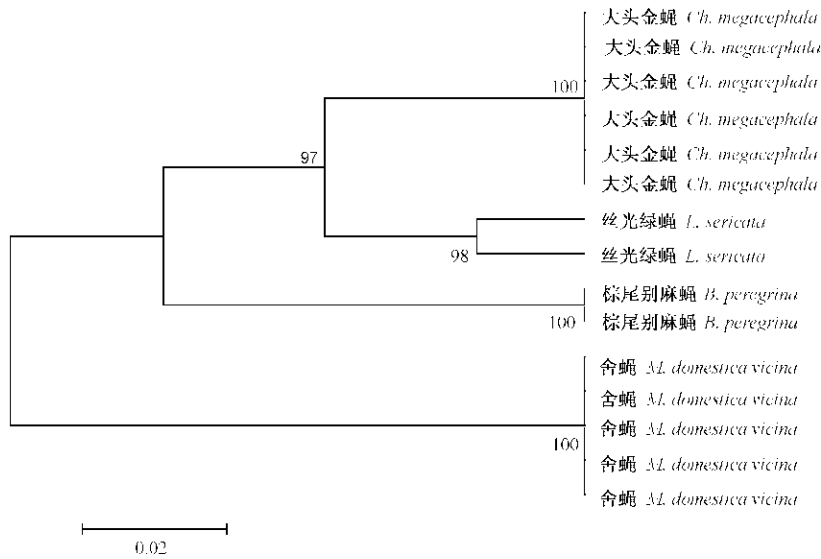 大头金蝇 Ch. megacephala
大头金蝇 Ch. megacephala
大头金蝇 Ch. megacephala
100
大头金蝇 Ch. megacephala
大头金蝇 Ch. megacephala
97
大头金蝇 Ch. megacephala
丝光绿蝇 L. sericata
丝光绿蝇 L. sericata
98
棕尾别麻蝇 B. peregrina
棕尾别麻蝇 B. peregrina
100
舍蝇 M. domestica vicina
舍蝇 M. domestica vicina
舍蝇 M. domestica vicina
100
舍蝇 M. domestica vicina
舍蝇 M. domestica vicina
0.02